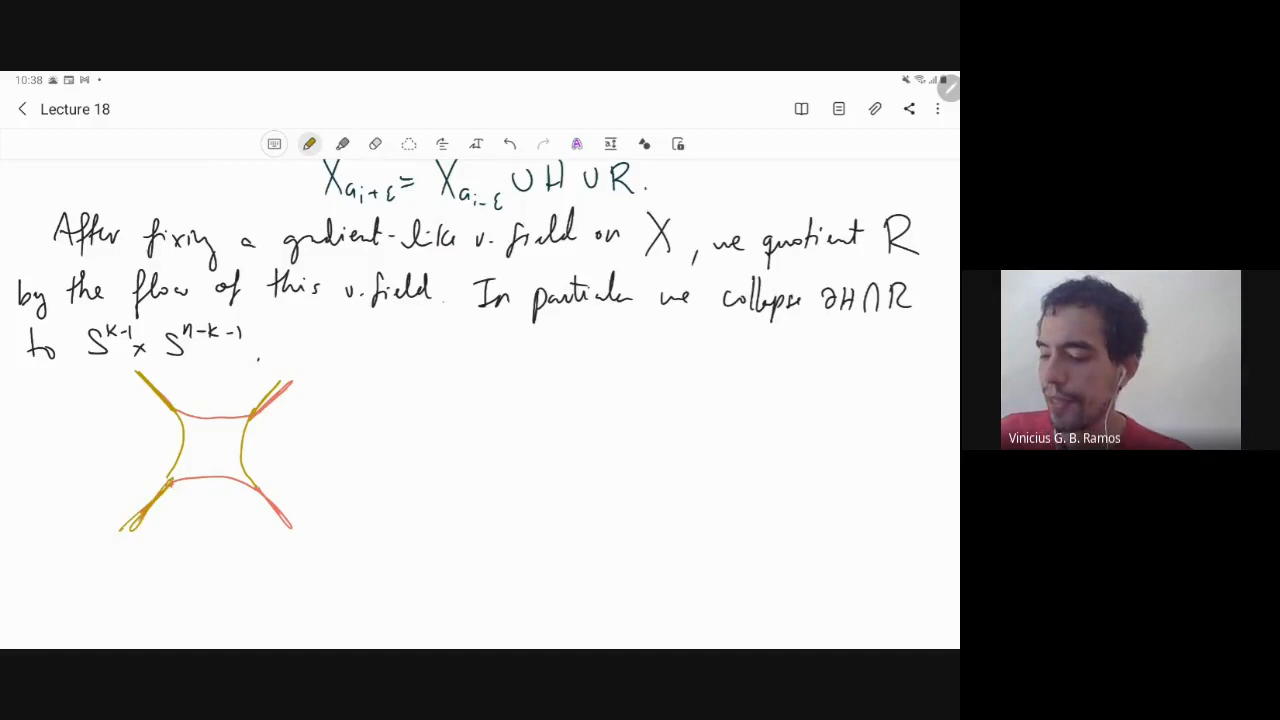 10:38
Lecture 18
X_{a_i+ε} = X_{a_i-ε} ∪ H ∪ R.
After fixing a gradient-like v. field on X, we quotient R
by the flow of this v. field. In particular we collapse ∂H∩R
to S^{k-1} × S^{n-k-1}.
Vinicius G. B. Ramos